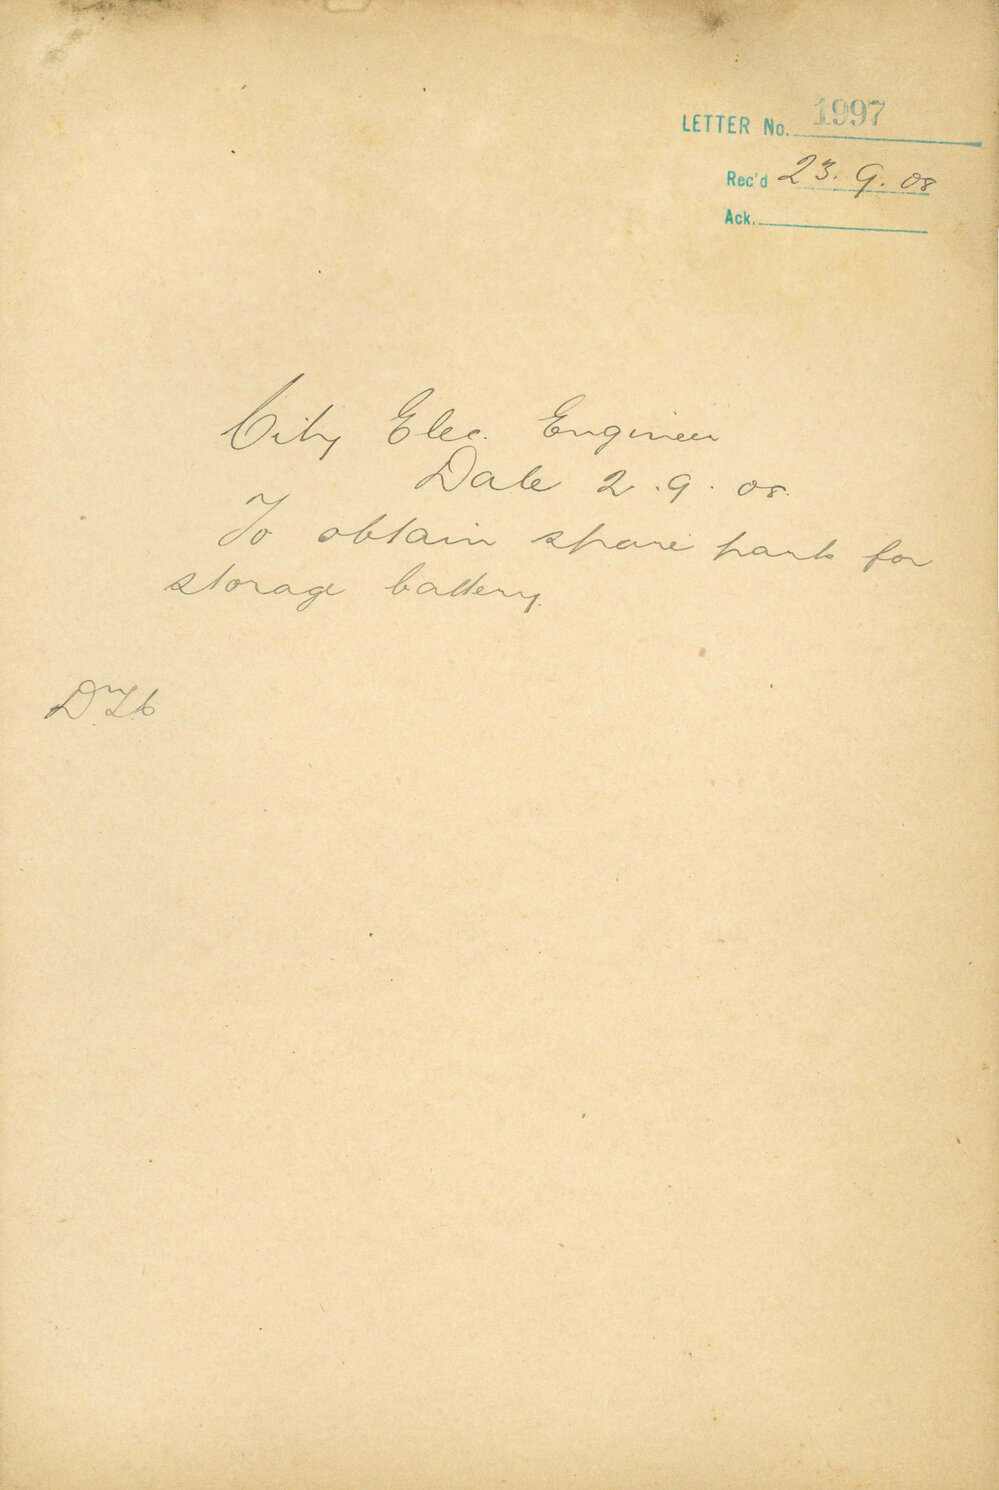 LETTER No. 1997
Rec'd 23. 9. 08
Ack.
City Elec. Engineer
Date 2.9.08.
To obtain spare parts for
storage battery.